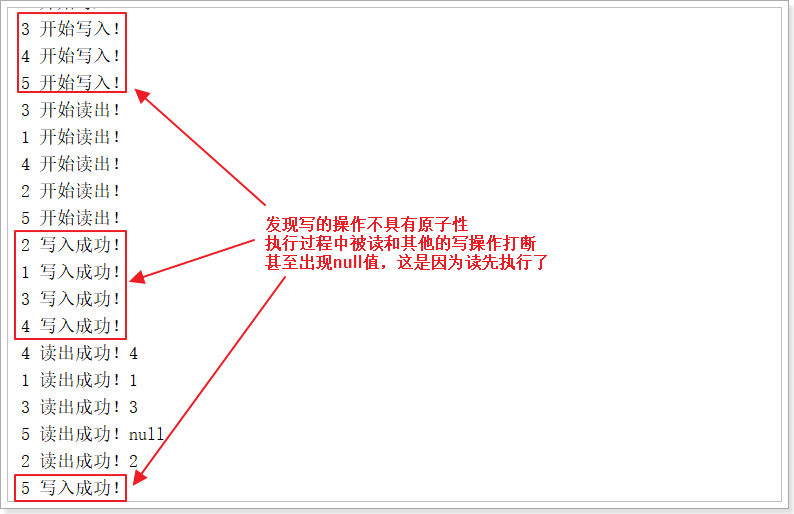 3 开始写入!
4 开始写入!
5 开始写入!
3 开始读出!
1 开始读出!
4 开始读出!
2 开始读出!
5 开始读出!
2 写入成功!
1 写入成功!
3 写入成功!
4 写入成功!
4 读出成功!4
1 读出成功!1
3 读出成功!3
5 读出成功!null
2 读出成功!2
5 写入成功!
发现写的操作不具有原子性
执行过程中被读和其他的写操作打断
甚至出现null值，这是因为读先执行了